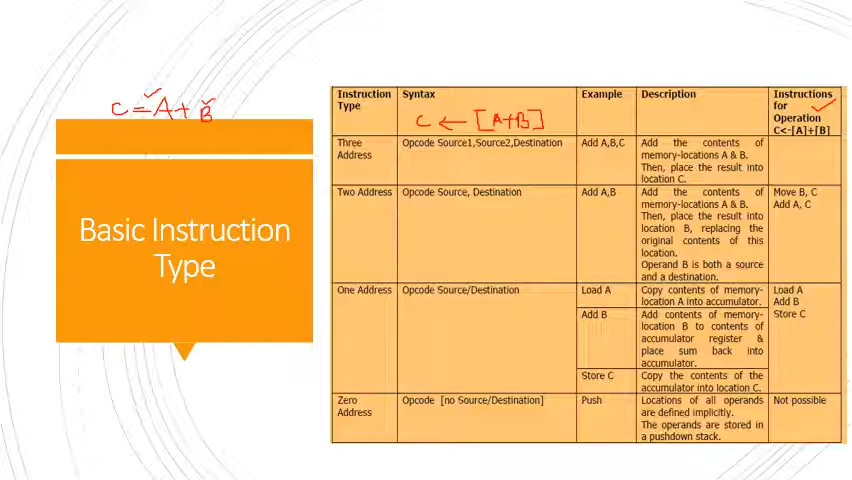 C = A + B
Basic Instruction
Type
Instruction
Type
Syntax
C ← [A+B]
Example
Description
Instructions
for
Operation
C<-[A]+[B]
Three
Address
Opcode Source1,Source2,Destination
Add A,B,C
Add the contents of
memory-locations A & B.
Then, place the result into
location C.
Two Address
Opcode Source, Destination
Add A,B
Add the contents of
memory-locations A & B.
Then, place the result into
location B, replacing the
original contents of this
location.
Operand B is both a source
and a destination.
Move B, C
Add A, C
One Address
Opcode Source/Destination
Load A
Copy contents of memory-
location A into accumulator.
Load A
Add B
Store C
Add B
Add contents of memory-
location B to contents of
accumulator register &
place sum back into
accumulator.
Store C
Copy the contents of the
accumulator into location C.
Zero
Address
Opcode [no Source/Destination]
Push
Locations of all operands
are defined implicitly.
The operands are stored in
a pushdown stack.
Not possible